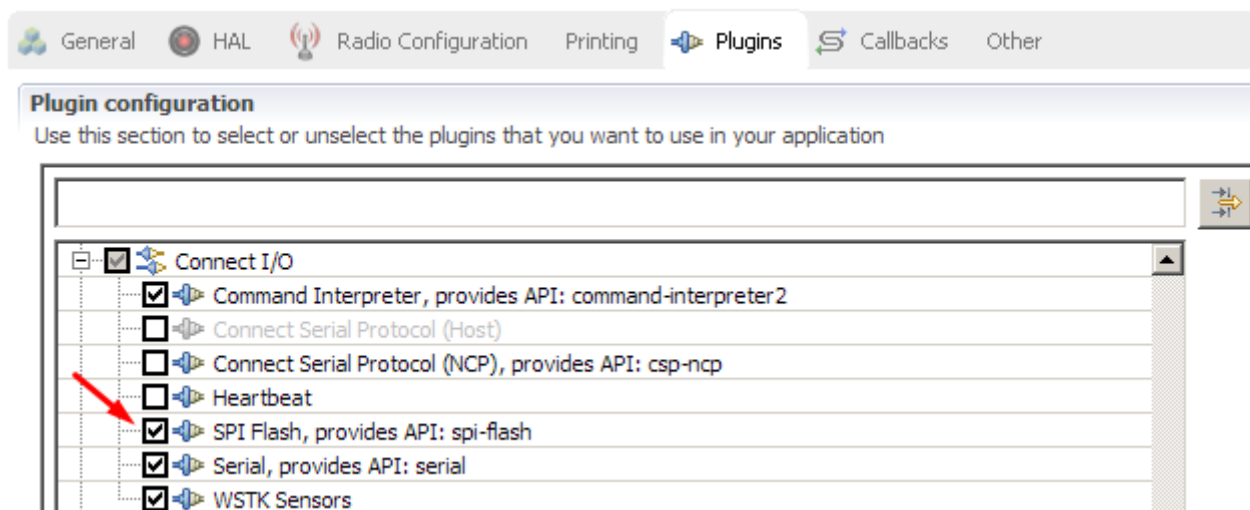 General HAL Radio Configuration Printing Plugins Callbacks Other
Plugin configuration
Use this section to select or unselect the plugins that you want to use in your application
Connect I/O
Command Interpreter, provides API: command-interpreter2
Connect Serial Protocol (Host)
Connect Serial Protocol (NCP), provides API: csp-ncp
Heartbeat
SPI Flash, provides API: spi-flash
Serial, provides API: serial
WSTK Sensors